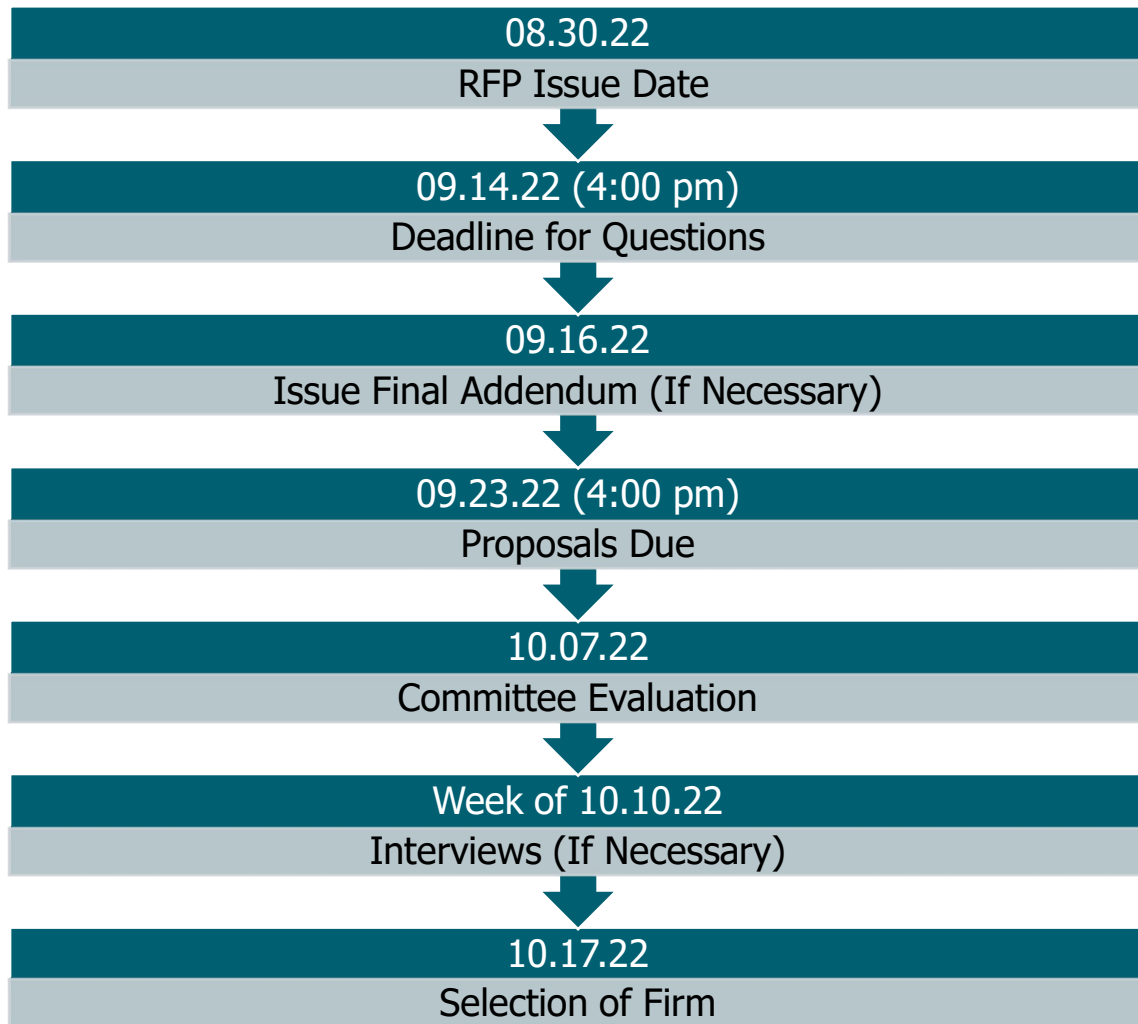 08.30.22
RFP Issue Date
09.14.22 (4:00 pm)
Deadline for Questions
09.16.22
Issue Final Addendum (If Necessary)
09.23.22 (4:00 pm)
Proposals Due
10.07.22
Committee Evaluation
Week of 10.10.22
Interviews (If Necessary)
10.17.22
Selection of Firm